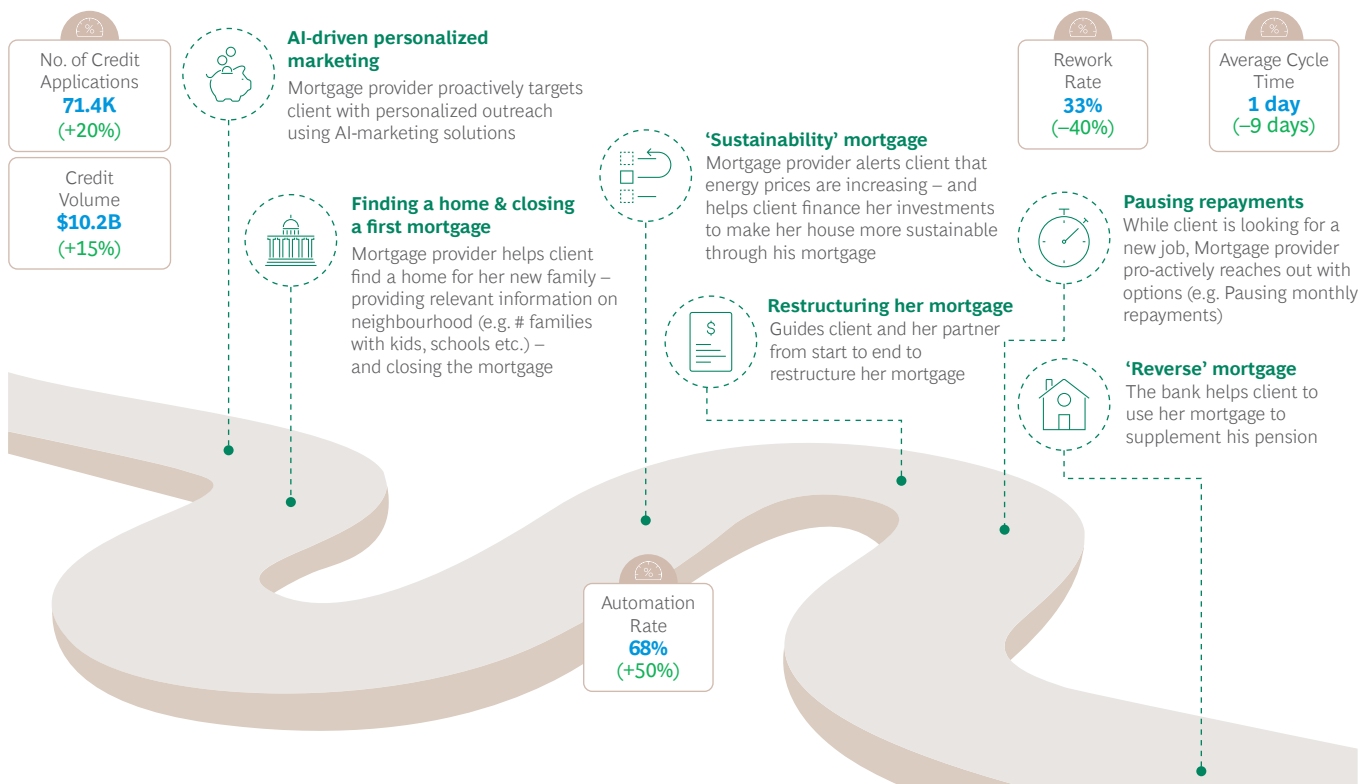 %
No. of Credit
Applications
71.4K
(+20%)
Credit
Volume
$10.2B
(+15%)
AI-driven personalized
marketing
Mortgage provider proactively targets
client with personalized outreach
using AI-marketing solutions
Finding a home & closing
a first mortgage
Mortgage provider helps client
find a home for her new family –
providing relevant information on
neighbourhood (e.g. # families
with kids, schools etc.) –
and closing the mortgage
‘Sustainability’ mortgage
Mortgage provider alerts client that
energy prices are increasing – and
helps client finance her investments
to make her house more sustainable
through his mortgage
$
Restructuring her mortgage
Guides client and her partner
from start to end to
restructure her mortgage
%
Automation
Rate
68%
(+50%)
%
Rework
Rate
33%
(–40%)
%
Average Cycle
Time
1 day
(–9 days)
Pausing repayments
While client is looking for a
new job, Mortgage provider
pro-actively reaches out with
options (e.g. Pausing monthly
repayments)
‘Reverse’ mortgage
The bank helps client to
use her mortgage to
supplement his pension